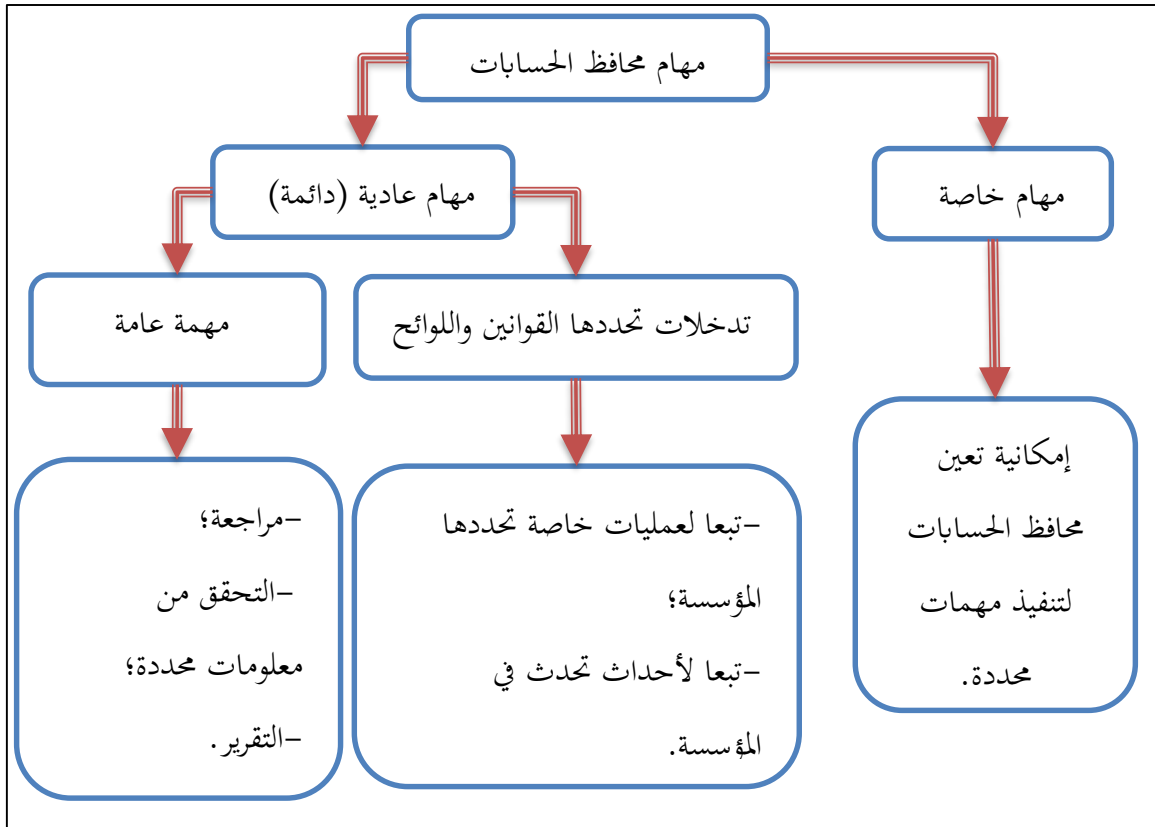 مهام محافظ الحسابات
مهام خاصة
مهام عادية (دائمة)
تدخلات تحددها القوانين واللوائح
مهمة عامة
إمكانية تعين
محافظ الحسابات
لتنفيذ مهمات
محددة.
-تبعا لعمليات خاصة تحددها
المؤسسة؛
-تبعا لأحداث تحدث في
المؤسسة.
-مراجعة؛
-التحقق من
معلومات محددة؛
-التقرير.